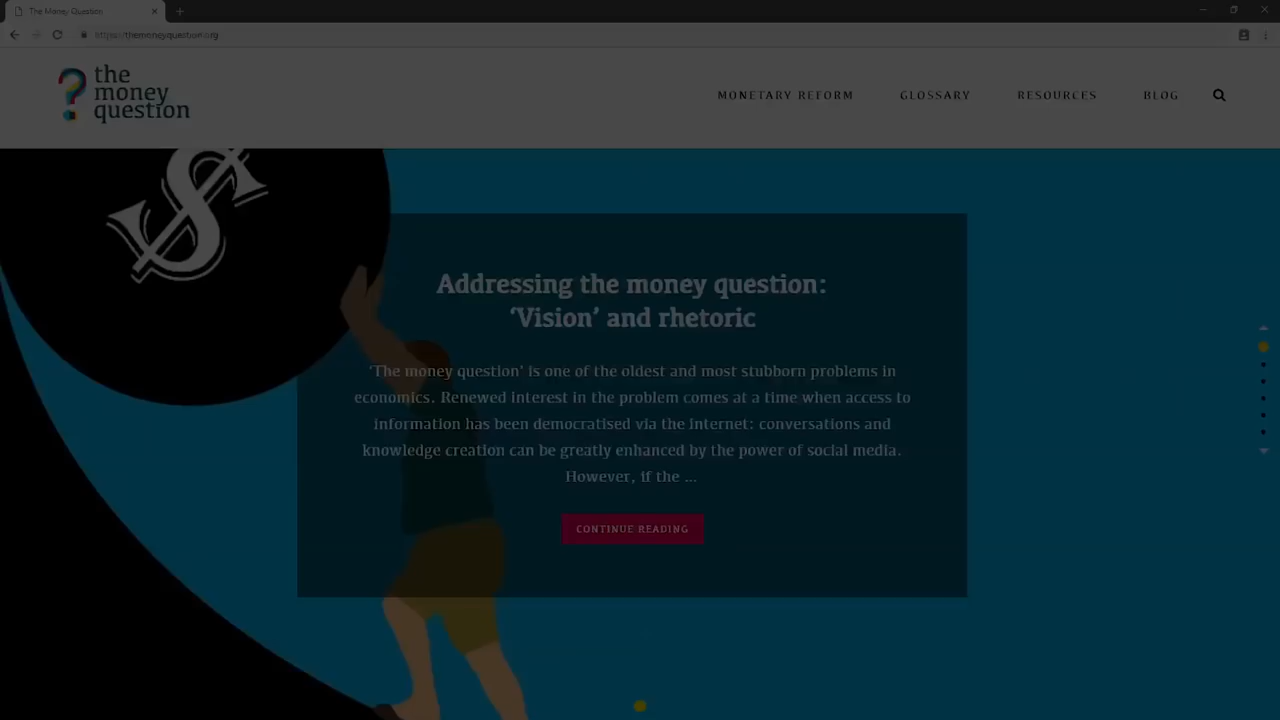 The Money Question
https://themoneyquestion.org
the
money
question
MONETARY REFORM
GLOSSARY
RESOURCES
BLOG
$
Addressing the money question:
‘Vision’ and rhetoric
‘The money question’ is one of the oldest and most stubborn problems in
economics. Renewed interest in the problem comes at a time when access to
information has been democratised via the internet: conversations and
knowledge creation can be greatly enhanced by the power of social media.
However, if the ...
CONTINUE READING